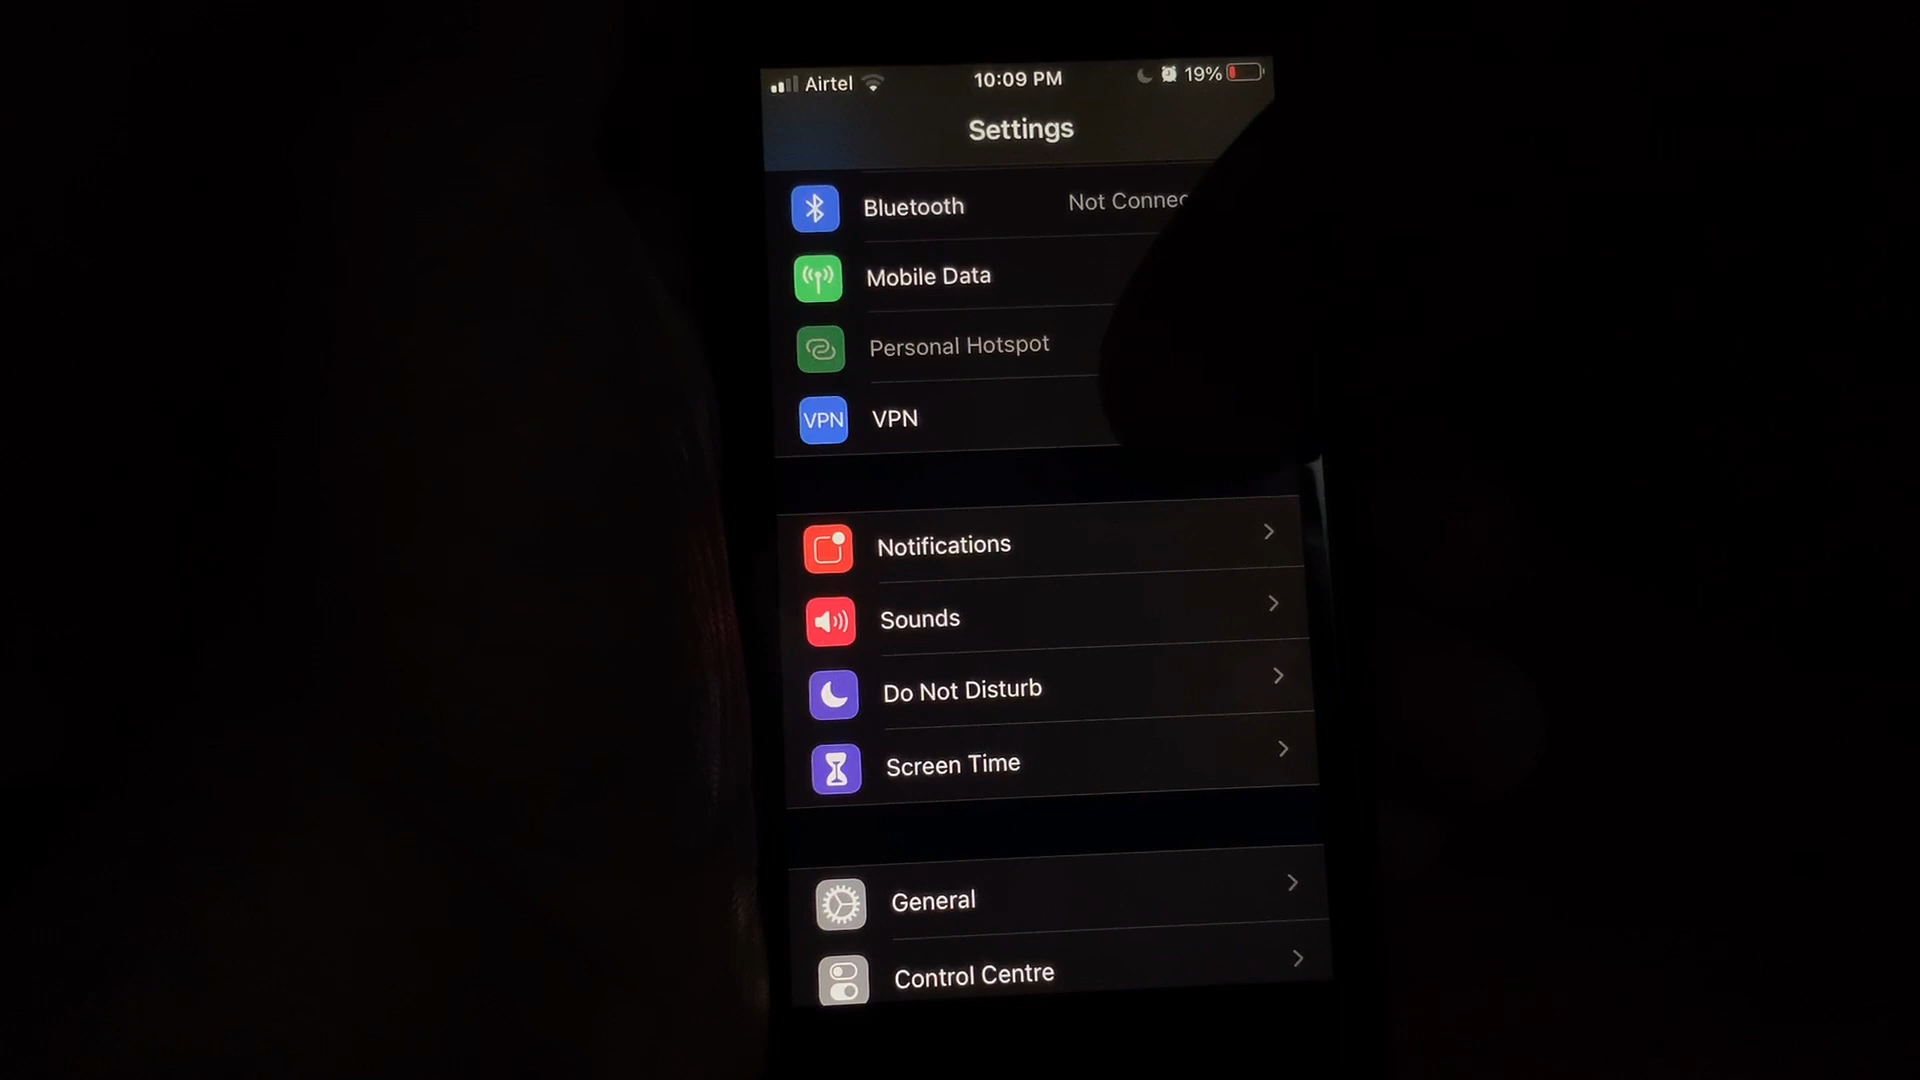 Airtel 10:09 PM 19%
Settings
Bluetooth Not Connec
Mobile Data
Personal Hotspot
VPN VPN
Notifications
Sounds
Do Not Disturb
Screen Time
General
Control Centre